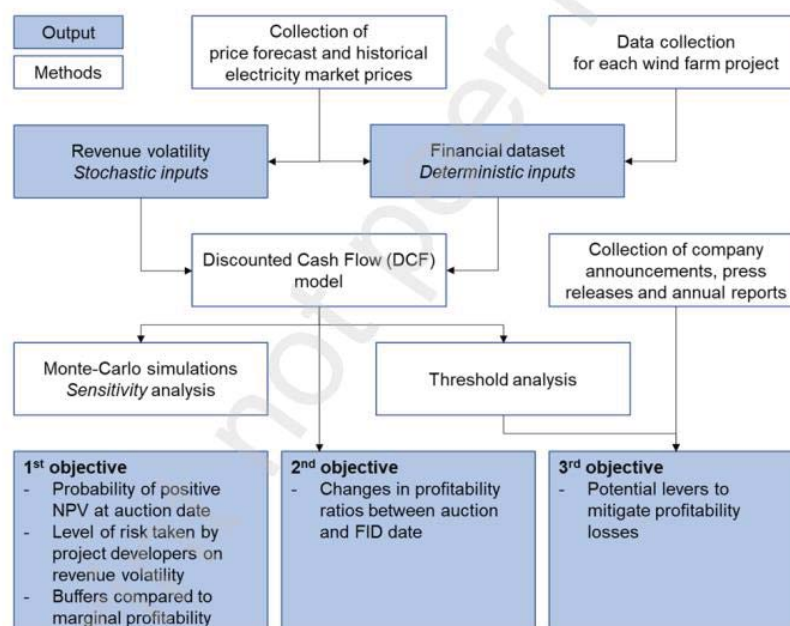 Output
Methods
Collection of
price forecast and historical
electricity market prices
Data collection
for each wind farm project
Revenue volatility
Stochastic inputs
Financial dataset
Deterministic inputs
Discounted Cash Flow (DCF)
model
Collection of company
announcements, press
releases and annual reports
Monte-Carlo simulations
Sensitivity analysis
Threshold analysis
1st objective
- Probability of positive
NPV at auction date
- Level of risk taken by
project developers on
revenue volatility
- Buffers compared to
marginal profitability
2nd objective
- Changes in profitability
ratios between auction
and FID date
3rd objective
- Potential levers to
mitigate profitability
losses
not peer